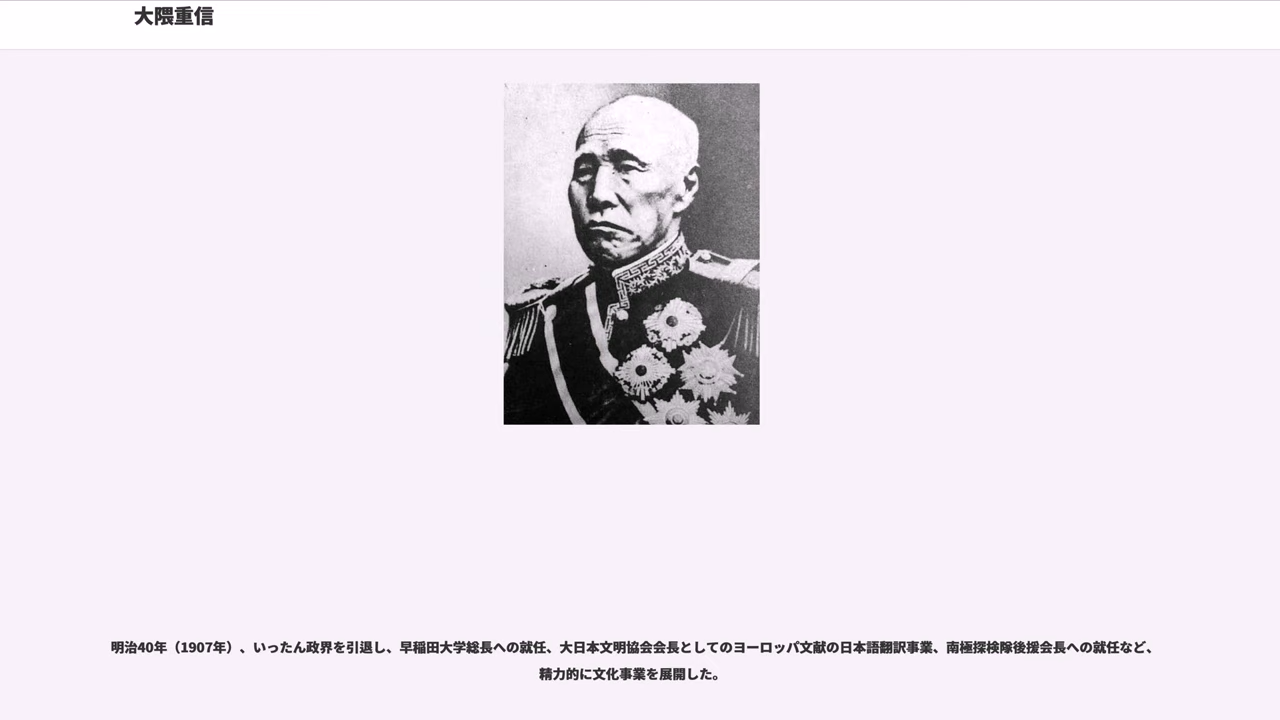 大隈重信
明治40年（1907年）、いったん政界を引退し、早稲田大学総長への就任、大日本文明協会会長としてのヨーロッパ文献の日本語翻訳事業、南極探検隊後援会長への就任など、
精力的に文化事業を展開した。